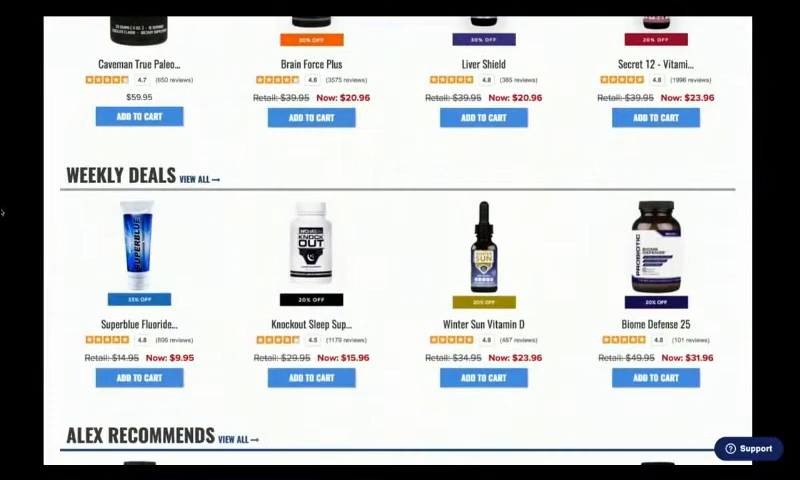 30% OFF
30% OFF
20% OFF
Caveman True Paleo...
Brain Force Plus
Liver Shield
Secret 12 - Vitami...
4.7 (650 reviews)
4.6 (3575 reviews)
4.8 (385 reviews)
4.8 (1996 reviews)
$59.95
Retail: $39.95 Now: $20.96
Retail: $39.95 Now: $20.96
Retail: $39.95 Now: $23.96
ADD TO CART
ADD TO CART
ADD TO CART
ADD TO CART
WEEKLY DEALS VIEW ALL →
SUPERBLUE
KNOCK
OUT
SUN
PROBIOTIC
BIOME
DEFENSE
33% OFF
20% OFF
20% OFF
20% OFF
Superblue Fluoride...
Knockout Sleep Sup...
Winter Sun Vitamin D
Biome Defense 25
4.8 (896 reviews)
4.5 (1179 reviews)
4.8 (487 reviews)
4.8 (101 reviews)
Retail: $14.95 Now: $9.95
Retail: $29.95 Now: $15.96
Retail: $34.95 Now: $23.96
Retail: $49.95 Now: $31.96
ADD TO CART
ADD TO CART
ADD TO CART
ADD TO CART
ALEX RECOMMENDS VIEW ALL →
Support